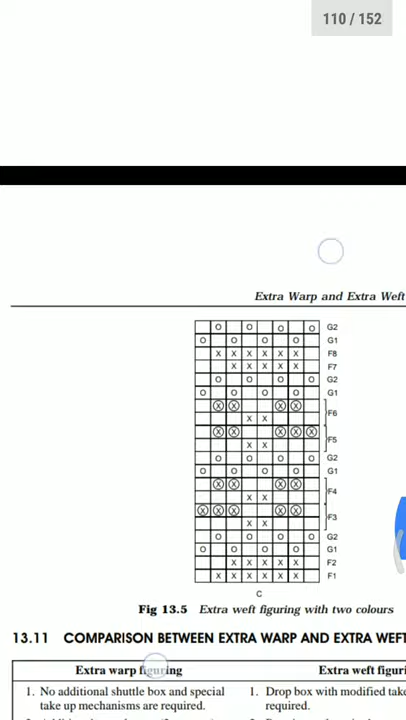 110 / 152
Extra Warp and Extra Weft
O O O O G2
O O O O G1
X X X X X X F8
X X X X X F7
O O O O G2
O O O O G1
Ⓧ Ⓧ Ⓧ Ⓧ
X X
F6
Ⓧ Ⓧ Ⓧ Ⓧ Ⓧ
X X
F5
O O O O G2
O O O O G1
Ⓧ Ⓧ Ⓧ Ⓧ
X X
F4
Ⓧ Ⓧ Ⓧ Ⓧ Ⓧ
X X
F3
O O O O G2
O O O O G1
X X X X X F2
X X X X X X F1
C
Fig 13.5 Extra weft figuring with two colours
13.11 COMPARISON BETWEEN EXTRA WARP AND EXTRA WEFT
Extra warp figuring Extra weft figuri
1. No additional shuttle box and special 1. Drop box with modified take
take up mechanisms are required. required.